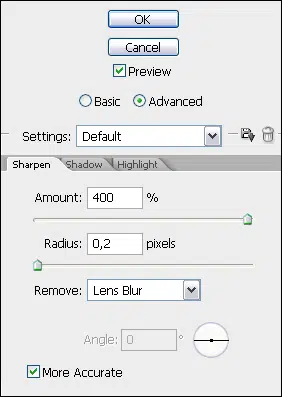 OK
Cancel
Preview
Basic Advanced
Settings: Default
Sharpen Shadow Highlight
Amount: 400 %
Radius: 0,2 pixels
Remove: Lens Blur
Angle: 0 °
More Accurate